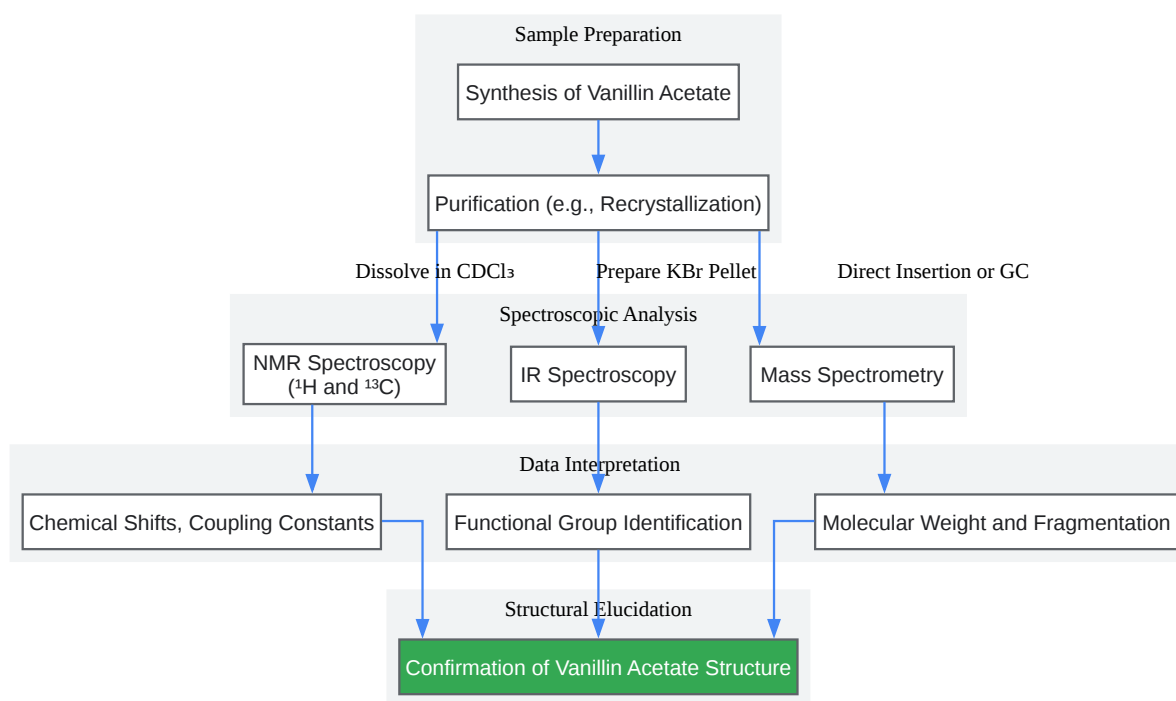 Sample Preparation
Synthesis of Vanillin Acetate
Purification (e.g., Recrystallization)
Dissolve in CDCl₃
Prepare KBr Pellet
Direct Insertion or GC
Spectroscopic Analysis
NMR Spectroscopy
(¹H and ¹³C)
IR Spectroscopy
Mass Spectrometry
Data Interpretation
Chemical Shifts, Coupling Constants
Functional Group Identification
Molecular Weight and Fragmentation
Structural Elucidation
Confirmation of Vanillin Acetate Structure